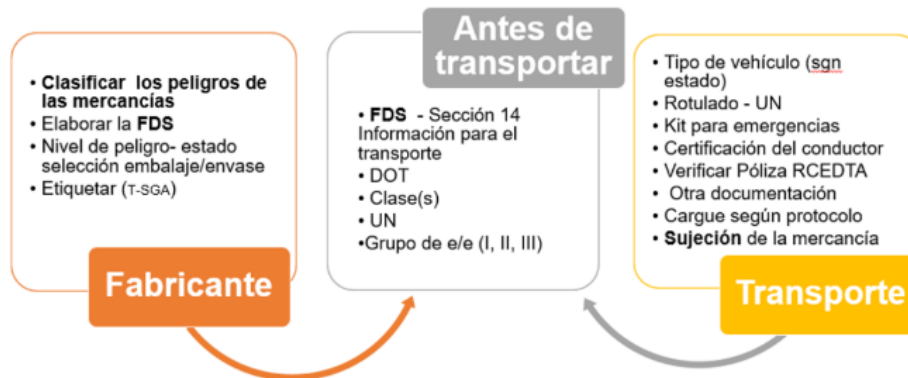 • Clasificar los peligros de
las mercancías
• Elaborar la FDS
• Nivel de peligro- estado
selección embalaje/envase
• Etiquetar (T-SGA)
Fabricante
Antes de
transportar
• FDS - Sección 14
Información para el
transporte
• DOT
• Clase(s)
• UN
•Grupo de e/e (I, II, III)
• Tipo de vehículo (sgn
estado)
• Rotulado - UN
• Kit para emergencias
• Certificación del conductor
• Verificar Póliza RCEDTA
• Otra documentación
• Cargue según protocolo
• Sujeción de la mercancía
Transporte